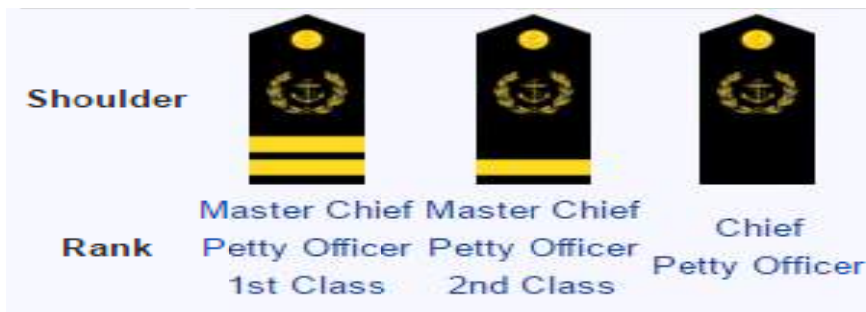 Shoulder
Rank
Master Chief
Petty Officer
1st Class
Master Chief
Petty Officer
2nd Class
Chief
Petty Officer